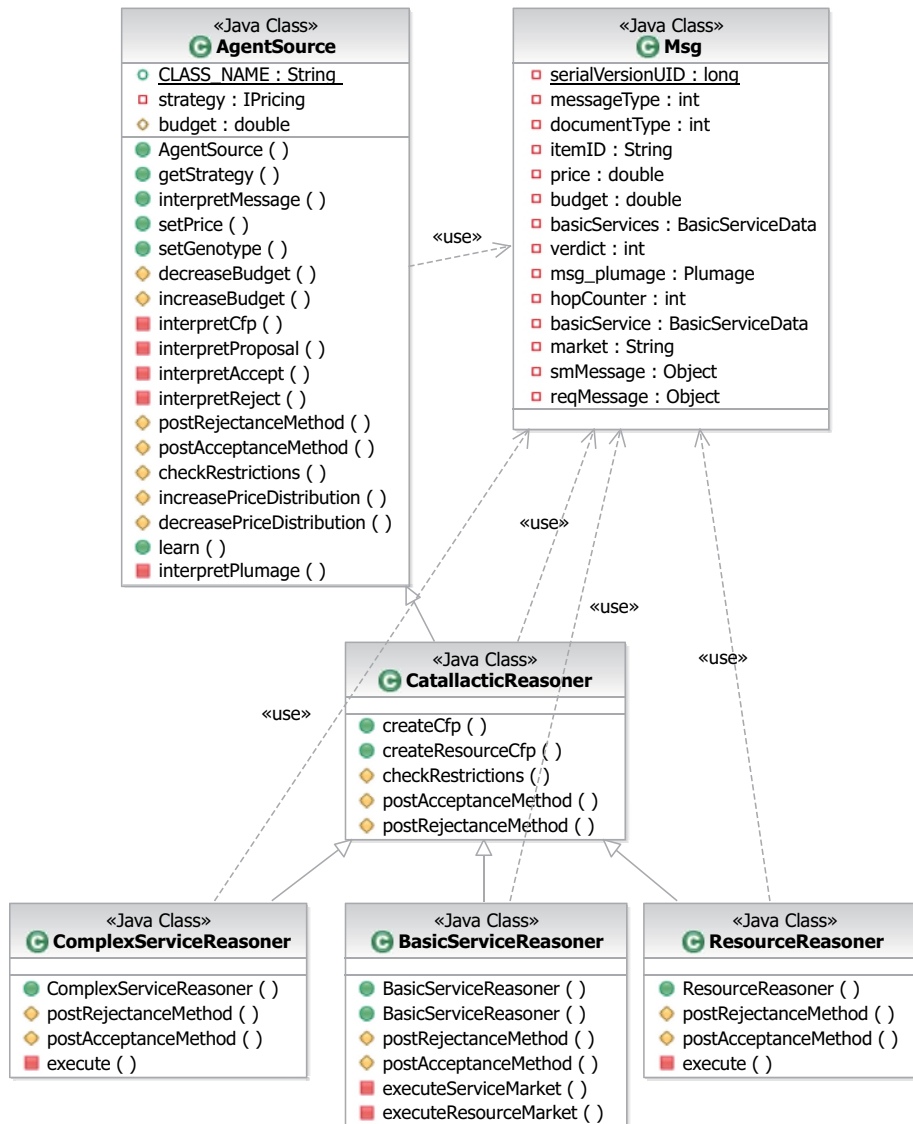 «Java Class»
AgentSource
CLASS_NAME : String
strategy : IPricing
budget : double
AgentSource ( )
getStrategy ( )
interpretMessage ( )
setPrice ( )
setGenotype ( )
decreaseBudget ( )
increaseBudget ( )
interpretCfp ( )
interpretProposal ( )
interpretAccept ( )
interpretReject ( )
postRejectanceMethod ( )
postAcceptanceMethod ( )
checkRestrictions ( )
increasePriceDistribution ( )
decreasePriceDistribution ( )
learn ( )
interpretPlumage ( )
«use»
«Java Class»
Msg
serialVersionUID : long
messageType : int
documentType : int
itemID : String
price : double
budget : double
basicServices : BasicServiceData
verdict : int
msg_plumage : Plumage
hopCounter : int
basicService : BasicServiceData
market : String
smMessage : Object
reqMessage : Object
«use»
«use»
«use»
«use»
«Java Class»
CatallacticReasoner
createCfp ( )
createResourceCfp ( )
checkRestrictions ( )
postAcceptanceMethod ( )
postRejectanceMethod ( )
«Java Class»
ComplexServiceReasoner
ComplexServiceReasoner ( )
postRejectanceMethod ( )
postAcceptanceMethod ( )
execute ( )
«Java Class»
BasicServiceReasoner
BasicServiceReasoner ( )
BasicServiceReasoner ( )
postRejectanceMethod ( )
postAcceptanceMethod ( )
executeServiceMarket ( )
executeResourceMarket ( )
«Java Class»
ResourceReasoner
ResourceReasoner ( )
postRejectanceMethod ( )
postAcceptanceMethod ( )
execute ( )